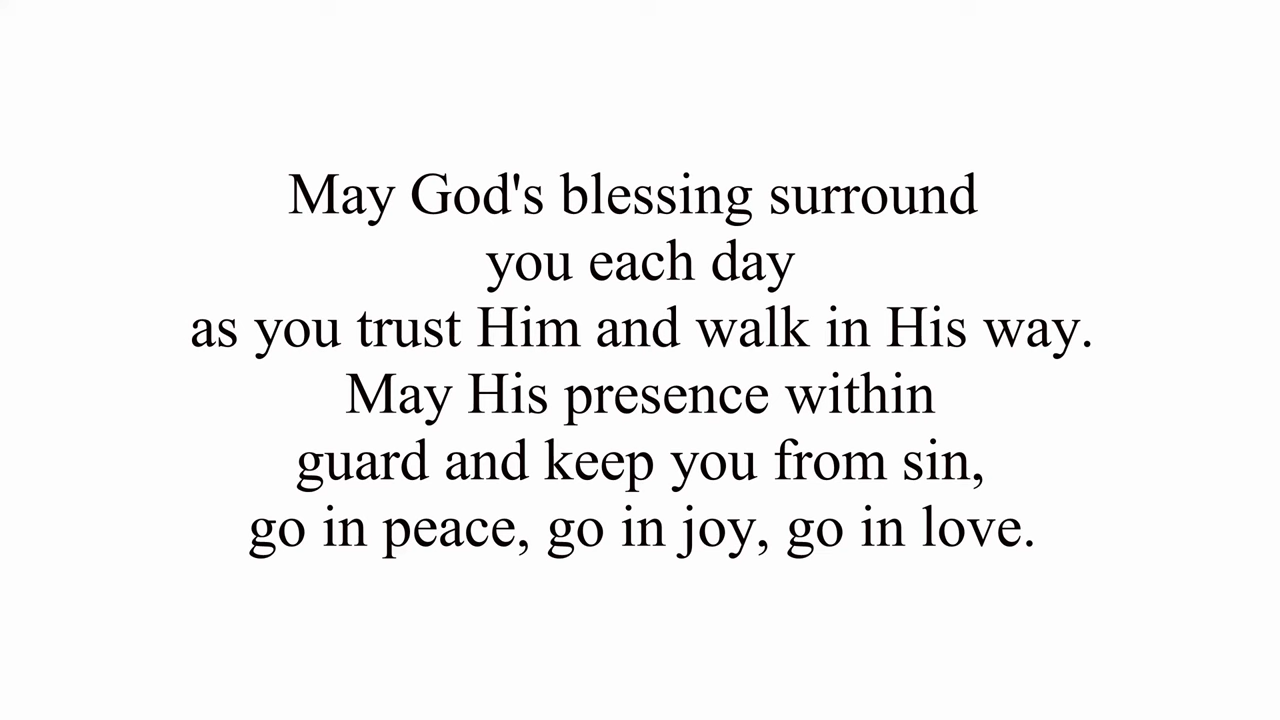 May God's blessing surround
you each day
as you trust Him and walk in His way.
May His presence within
guard and keep you from sin,
go in peace, go in joy, go in love.